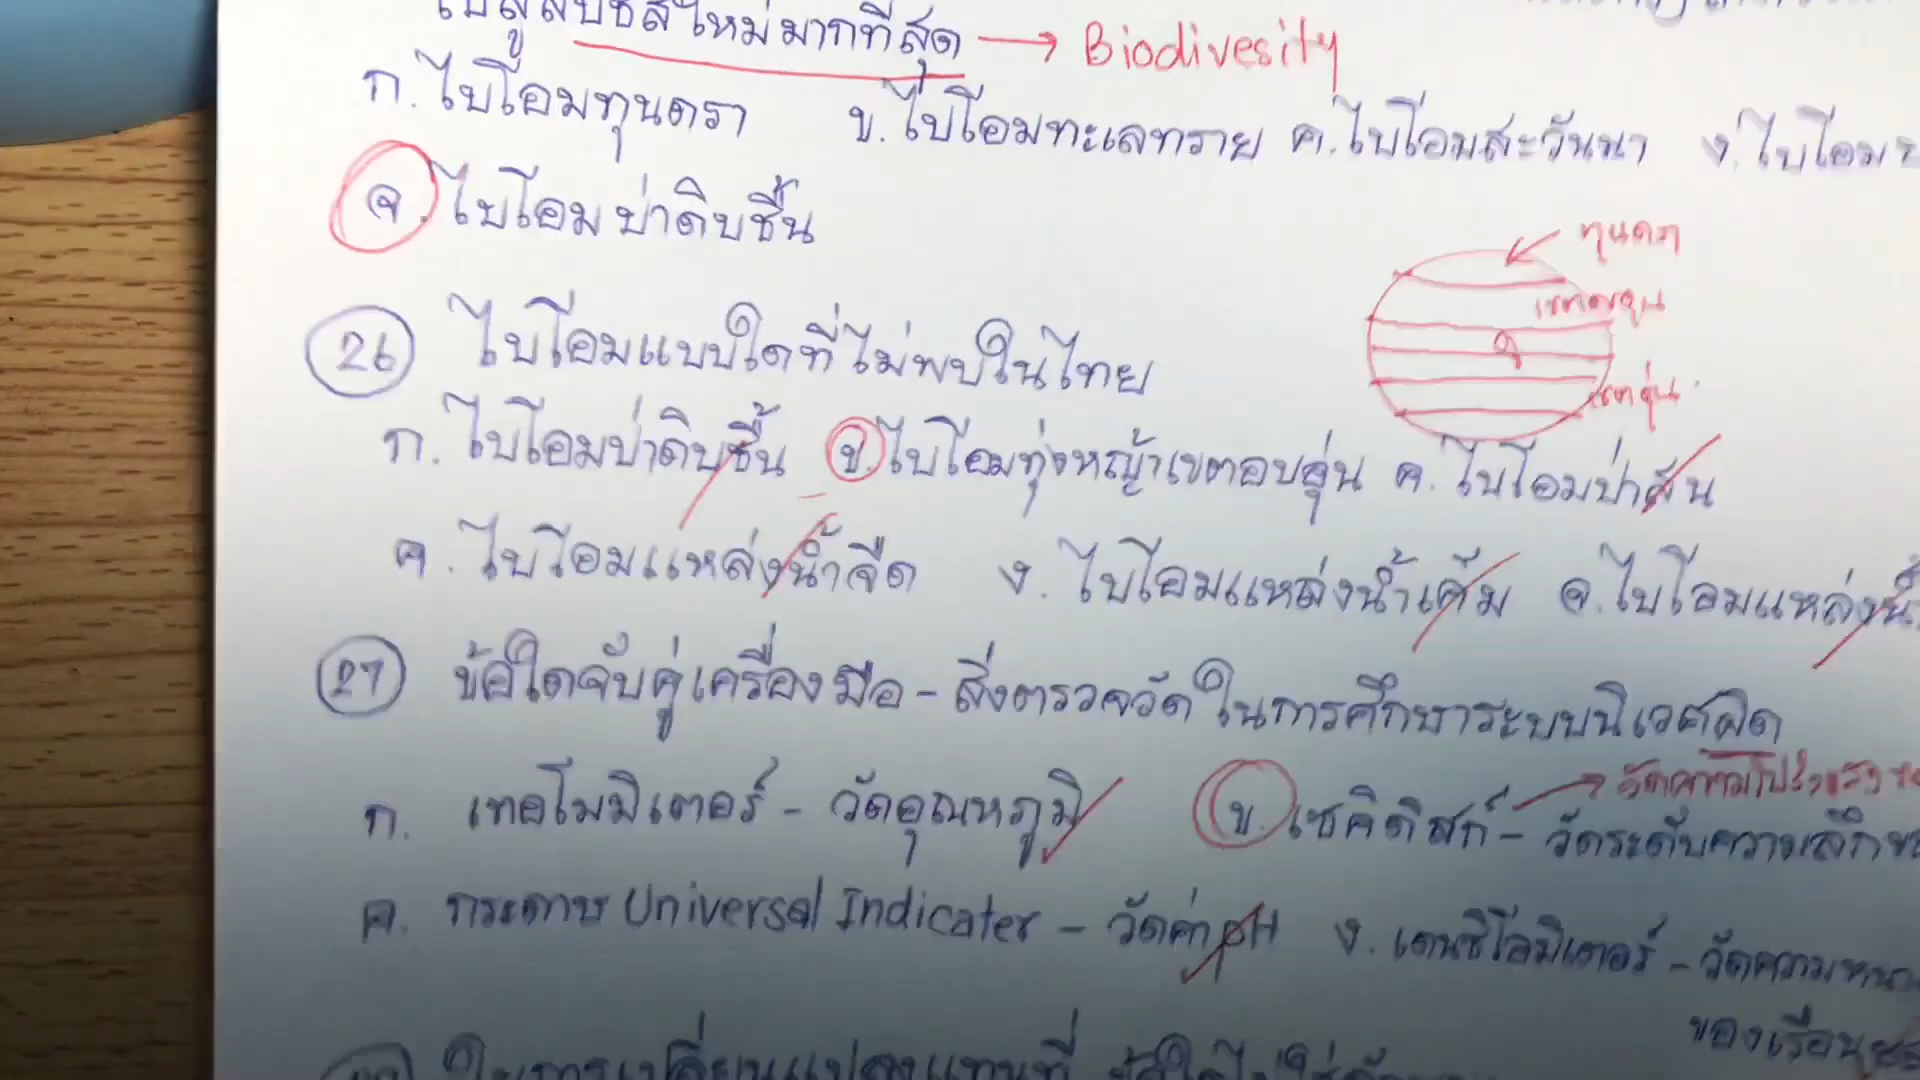 ใหม่มากที่สุด → Biodivesity
ก. ไบโอมทุนดรา ข. ไบโอมทะเลทราย ค. ไบโอมสะวันนา ง. ไบโอม
จ. ไบโอมป่าดิบชื้น
ทุนดรา
26 ไบโอมแบบใดที่ไม่พบในไทย
เขตอบอุ่น
ก. ไบโอมป่าดิบชื้น ข. ไบโอมทุ่งหญ้าเขตอบอุ่น ค. ไบโอมป่าสน
ค. ไบโอมแหล่งน้ำจืด ง. ไบโอมแหล่งน้ำเค็ม จ. ไบโอมแหล่งน้ำ
27 ข้อใดจับคู่เครื่องมือ - สิ่งตรวจวัดในการศึกษาระบบนิเวศผิด
ก. เทอโมมิเตอร์ - วัดอุณหภูมิ ข. เซคิดิสก์ - วัดระดับความลึก
ค. กระดาษ Universal Indicater - วัดค่า pH ง. เดนซิโอมิเตอร์ - วัดความหนา
ของเรือน
ในการเปลี่ยนแปลงแทนที่